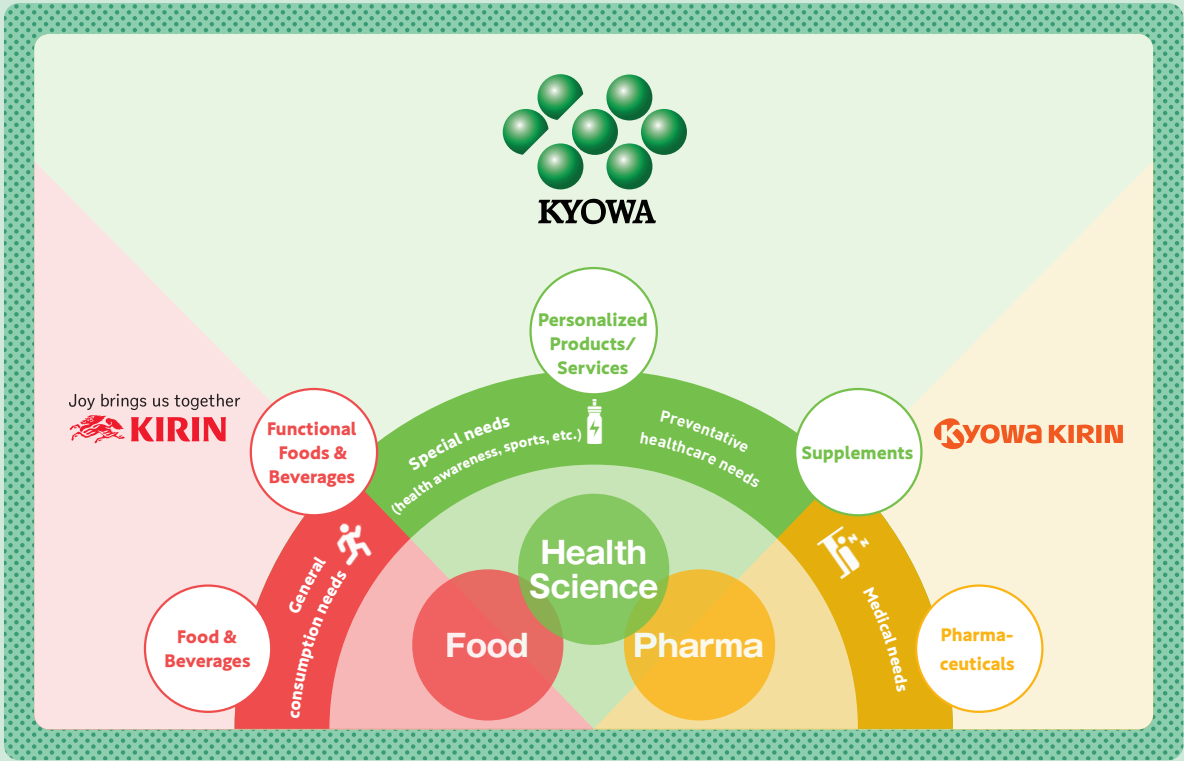 KYOWA
Personalized
Products/
Services
Joy brings us together
KIRIN
Functional
Foods &
Beverages
Special needs
(health awareness, sports, etc.)
Preventative
healthcare needs
Supplements
KYOWA KIRIN
General
consumption needs
Health
Science
Food
Pharma
Medical needs
Food &
Beverages
Pharma-
ceuticals